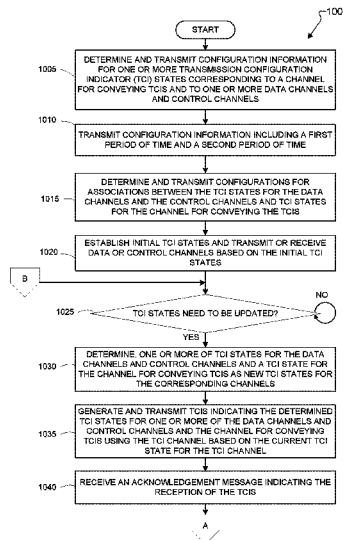 START
100
1005
DETERMINE AND TRANSMIT CONFIGURATION INFORMATION
FOR ONE OR MORE TRANSMISSION CONFIGURATION
INDICATOR (TCI) STATES CORRESPONDING TO A CHANNEL
FOR CONVEYING TCIS AND TO ONE OR MORE DATA CHANNELS
AND CONTROL CHANNELS
1010
TRANSMIT CONFIGURATION INFORMATION INCLUDING A FIRST
PERIOD OF TIME AND A SECOND PERIOD OF TIME
1015
DETERMINE AND TRANSMIT CONFIGURATIONS FOR
ASSOCIATIONS BETWEEN THE TCI STATES FOR THE DATA
CHANNELS AND THE CONTROL CHANNELS AND TCI STATES
FOR THE CHANNEL FOR CONVEYING THE TCIS
1020
ESTABLISH INITIAL TCI STATES AND TRANSMIT OR RECEIVE
DATA OR CONTROL CHANNELS BASED ON THE INITIAL TCI
STATES
B
1025
TCI STATES NEED TO BE UPDATED?
NO
YES
1030
DETERMINE, ONE OR MORE OF TCI STATES FOR THE DATA
CHANNELS AND CONTROL CHANNELS AND A TCI STATE FOR
THE CHANNEL FOR CONVEYING TCIS AS NEW TCI STATES FOR
THE CORRESPONDING CHANNELS
1035
GENERATE AND TRANSMIT TCIS INDICATING THE DETERMINED
TCI STATES FOR ONE OR MORE OF THE DATA CHANNELS AND
CONTROL CHANNELS AND THE CHANNEL FOR CONVEYING
TCIS USING THE TCI CHANNEL BASED ON THE CURRENT TCI
STATE FOR THE TCI CHANNEL
1040
RECEIVE AN ACKNOWLEDGEMENT MESSAGE INDICATING THE
RECEPTION OF THE TCIS
A